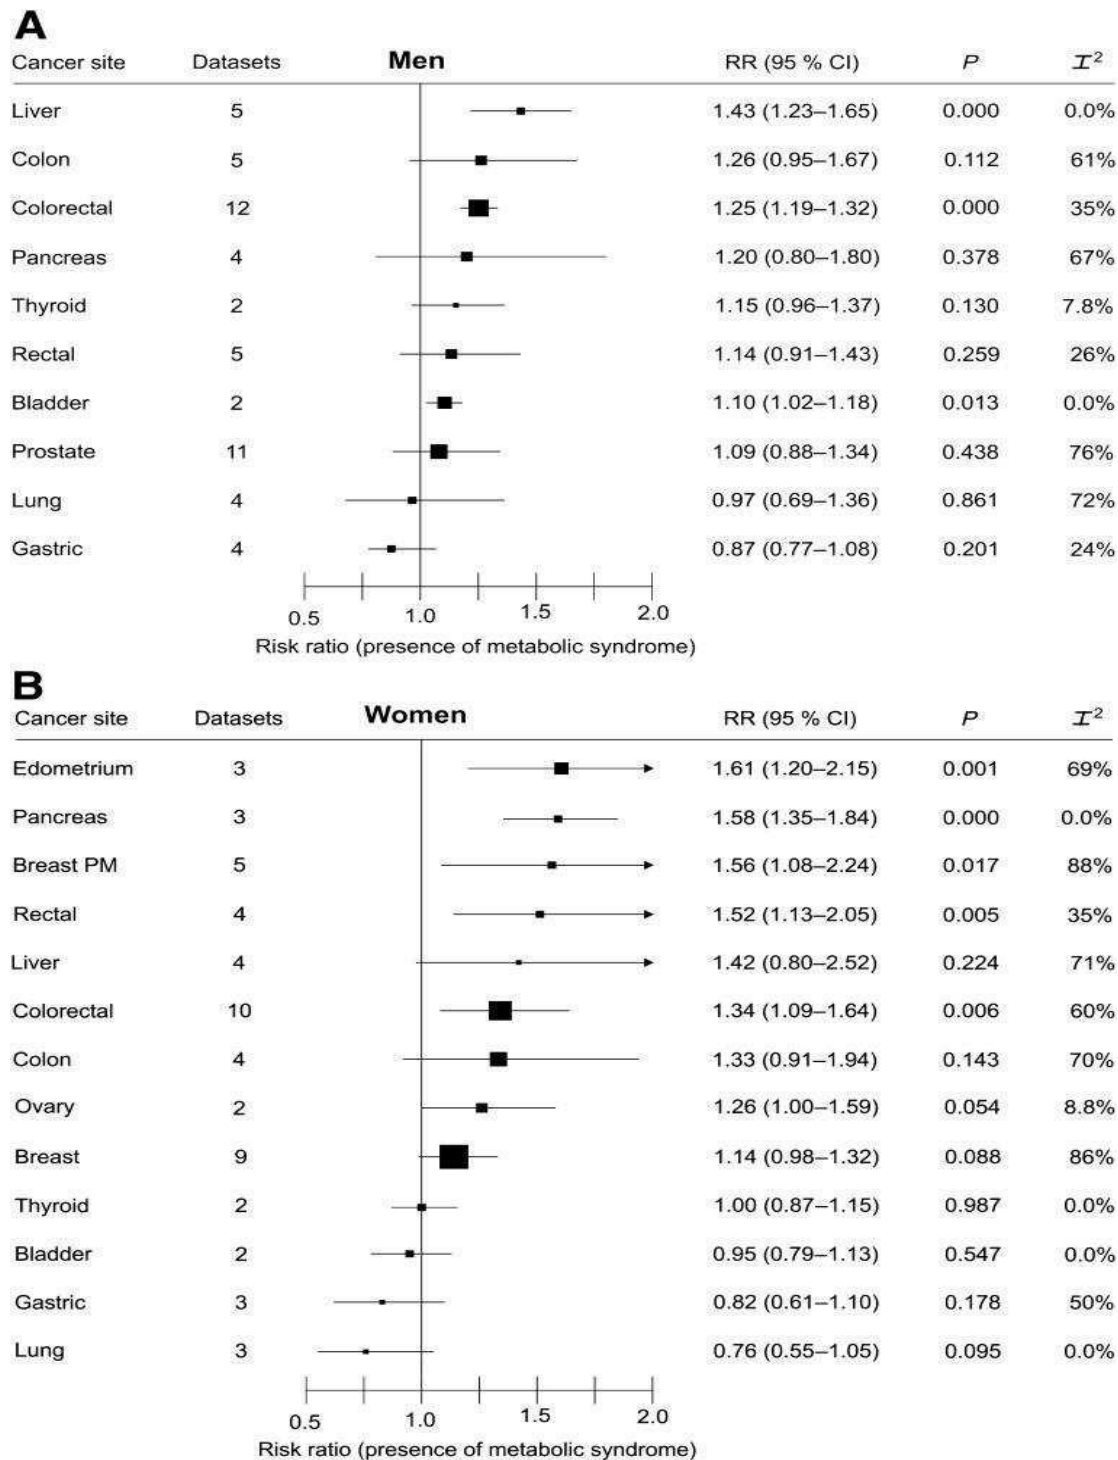 A
Cancer site Datasets Men RR (95 % CI) P I²
Liver 5 1.43 (1.23–1.65) 0.000 0.0%
Colon 5 1.26 (0.95–1.67) 0.112 61%
Colorectal 12 1.25 (1.19–1.32) 0.000 35%
Pancreas 4 1.20 (0.80–1.80) 0.378 67%
Thyroid 2 1.15 (0.96–1.37) 0.130 7.8%
Rectal 5 1.14 (0.91–1.43) 0.259 26%
Bladder 2 1.10 (1.02–1.18) 0.013 0.0%
Prostate 11 1.09 (0.88–1.34) 0.438 76%
Lung 4 0.97 (0.69–1.36) 0.861 72%
Gastric 4 0.87 (0.77–1.08) 0.201 24%
0.5 1.0 1.5 2.0
Risk ratio (presence of metabolic syndrome)
B
Cancer site Datasets Women RR (95 % CI) P I²
Edometrium 3 1.61 (1.20–2.15) 0.001 69%
Pancreas 3 1.58 (1.35–1.84) 0.000 0.0%
Breast PM 5 1.56 (1.08–2.24) 0.017 88%
Rectal 4 1.52 (1.13–2.05) 0.005 35%
Liver 4 1.42 (0.80–2.52) 0.224 71%
Colorectal 10 1.34 (1.09–1.64) 0.006 60%
Colon 4 1.33 (0.91–1.94) 0.143 70%
Ovary 2 1.26 (1.00–1.59) 0.054 8.8%
Breast 9 1.14 (0.98–1.32) 0.088 86%
Thyroid 2 1.00 (0.87–1.15) 0.987 0.0%
Bladder 2 0.95 (0.79–1.13) 0.547 0.0%
Gastric 3 0.82 (0.61–1.10) 0.178 50%
Lung 3 0.76 (0.55–1.05) 0.095 0.0%
0.5 1.0 1.5 2.0
Risk ratio (presence of metabolic syndrome)